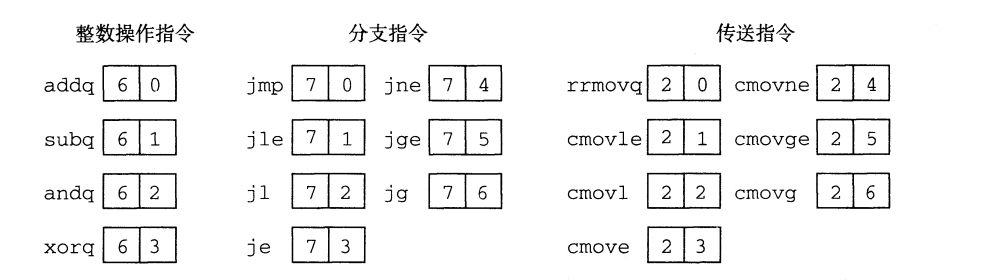 整数操作指令 分支指令 传送指令
addq 6 0 jmp 7 0 jne 7 4 rrmovq 2 0 cmovne 2 4
subq 6 1 jle 7 1 jge 7 5 cmovle 2 1 cmovge 2 5
andq 6 2 jl 7 2 jg 7 6 cmovl 2 2 cmovg 2 6
xorq 6 3 je 7 3 cmove 2 3